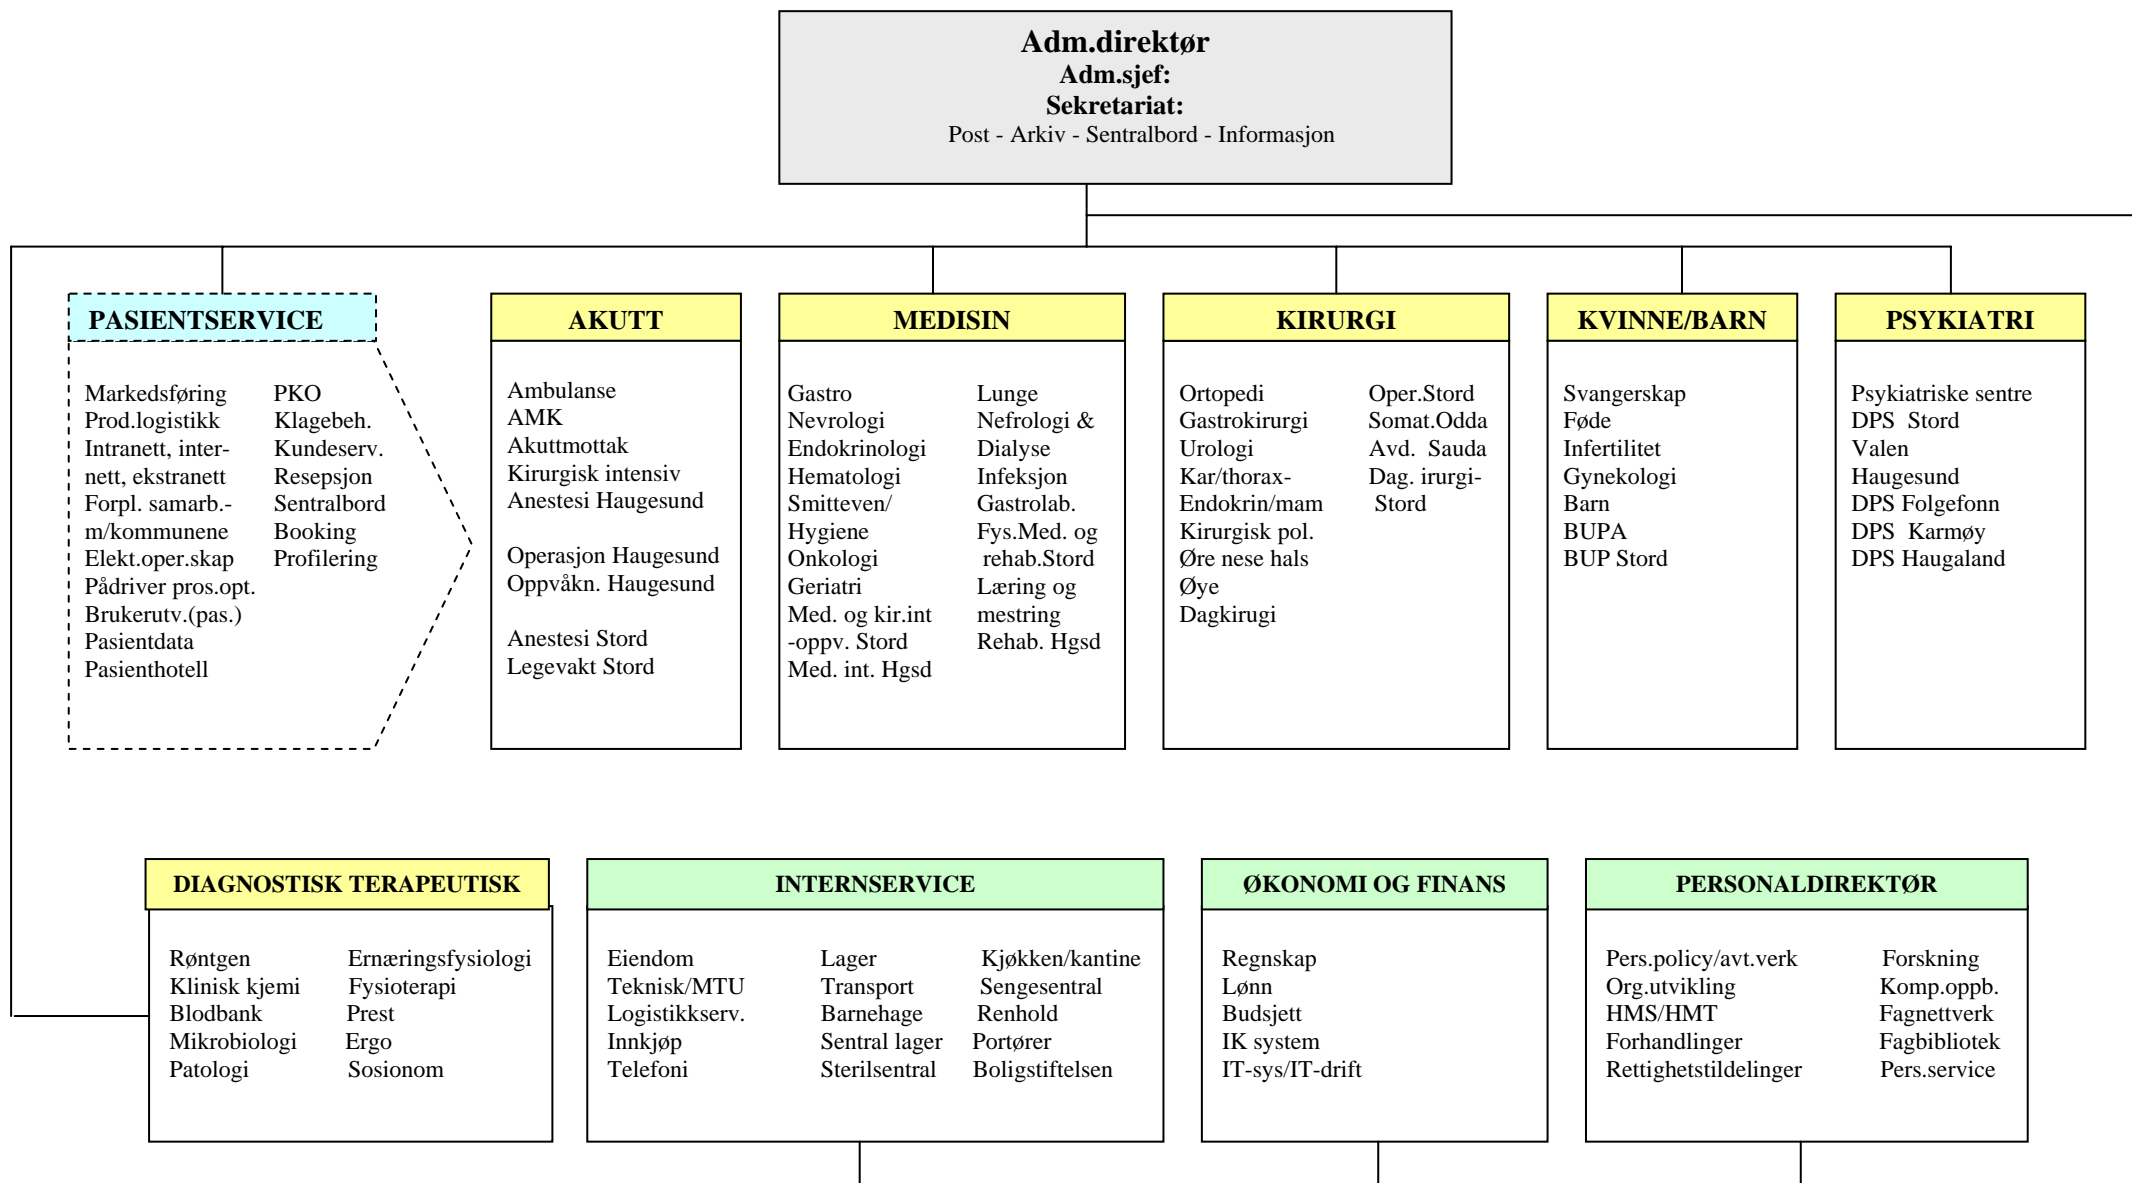 Adm.direktør
Adm.sjef:
Sekretariat:
Post - Arkiv - Sentralbord - Informasjon
PASIENTSERVICE
Markedsføring
Prod.logistikk
Intranett, inter-
nett, ekstranett
Forpl. samarb.-
m/kommunene
Elekt.oper.skap
Pådriver pros.opt.
Brukerutv.(pas.)
Pasientdata
Pasienthotell
PKO
Klagebeh.
Kundeserv.
Resepsjon
Sentralbord
Booking
Profilering
AKUTT
Ambulanse
AMK
Akuttmottak
Kirurgisk intensiv
Anestesi Haugesund
Operasjon Haugesund
Oppvåkn. Haugesund
Anestesi Stord
Legevakt Stord
MEDISIN
Gastro
Nevrologi
Endokrinologi
Hematologi
Smitteven/
Hygiene
Onkologi
Geriatri
Med. og kir.int
-oppv. Stord
Med. int. Hgsd
Lunge
Nefrologi &
Dialyse
Infeksjon
Gastrolab.
Fys.Med. og
rehab.Stord
Læring og
mestring
Rehab. Hgsd
KIRURGI
Ortopedi
Gastrokirurgi
Urologi
Kar/thorax-
Endokrin/mam
Kirurgisk pol.
Øre nese hals
Øye
Dagkirugi
Oper.Stord
Somat.Odda
Avd. Sauda
Dag. irurgi-
Stord
KVINNE/BARN
Svangerskap
Føde
Infertilitet
Gynekologi
Barn
BUPA
BUP Stord
PSYKIATRI
Psykiatriske sentre
DPS Stord
Valen
Haugesund
DPS Folgefonn
DPS Karmøy
DPS Haugaland
DIAGNOSTISK TERAPEUTISK
Røntgen
Klinisk kjemi
Blodbank
Mikrobiologi
Patologi
Ernæringsfysiologi
Fysioterapi
Prest
Ergo
Sosionom
INTERNSERVICE
Eiendom
Teknisk/MTU
Logistikkserv.
Innkjøp
Telefoni
Lager
Transport
Barnehage
Sentral lager
Sterilsentral
Kjøkken/kantine
Sengesentral
Renhold
Portører
Boligstiftelsen
ØKONOMI OG FINANS
Regnskap
Lønn
Budsjett
IK system
IT-sys/IT-drift
PERSONALDIREKTØR
Pers.policy/avt.verk
Org.utvikling
HMS/HMT
Forhandlinger
Rettighetstildelinger
Forskning
Komp.oppb.
Fagnettverk
Fagbibliotek
Pers.service